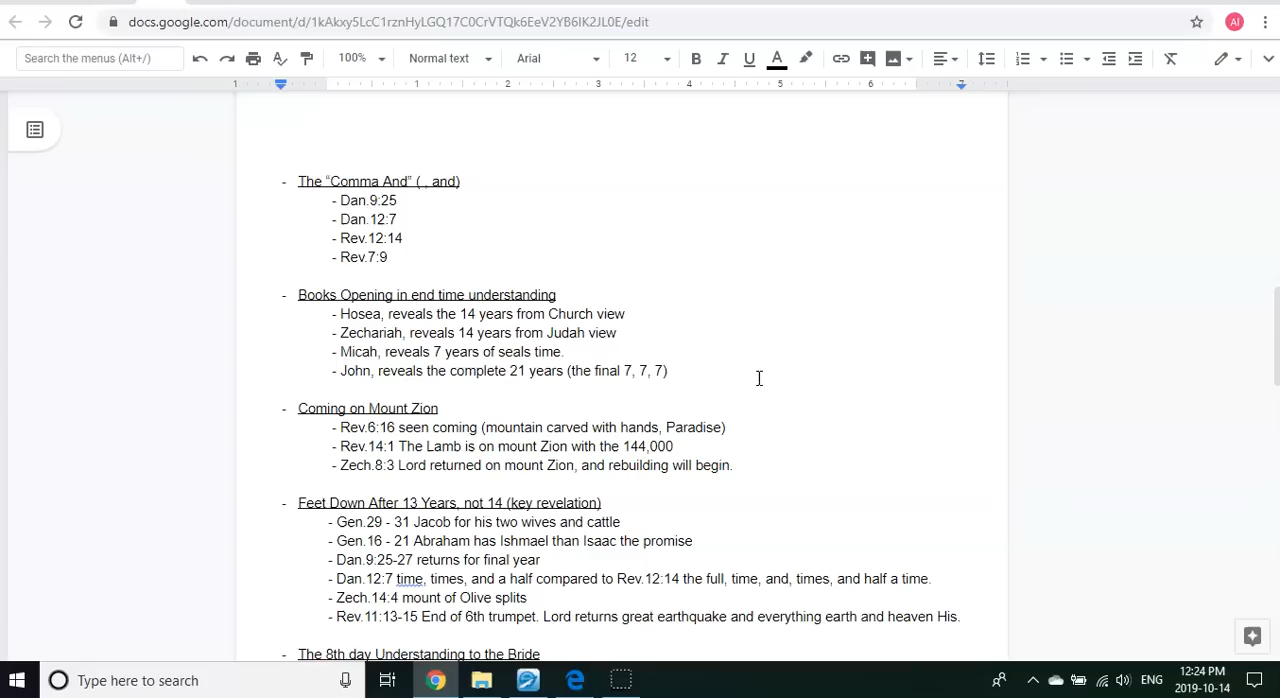 docs.google.com/document/d/1kAkxy5LcC1rznHyLGQ17C0CrVTQk6EeV2YB6lK2JL0E/edit
AI
Search the menus (Alt+/)
100%
Normal text
Arial
12
B I U A
1 1 2 3 4 5 6 7
- The “Comma And” ( , and)
- Dan.9:25
- Dan.12:7
- Rev.12:14
- Rev.7:9
- Books Opening in end time understanding
- Hosea, reveals the 14 years from Church view
- Zechariah, reveals 14 years from Judah view
- Micah, reveals 7 years of seals time.
- John, reveals the complete 21 years (the final 7, 7, 7)
- Coming on Mount Zion
- Rev.6:16 seen coming (mountain carved with hands, Paradise)
- Rev.14:1 The Lamb is on mount Zion with the 144,000
- Zech.8:3 Lord returned on mount Zion, and rebuilding will begin.
- Feet Down After 13 Years, not 14 (key revelation)
- Gen.29 - 31 Jacob for his two wives and cattle
- Gen.16 - 21 Abraham has Ishmael than Isaac the promise
- Dan.9:25-27 returns for final year
- Dan.12:7 time, times, and a half compared to Rev.12:14 the full, time, and, times, and half a time.
- Zech.14:4 mount of Olive splits
- Rev.11:13-15 End of 6th trumpet. Lord returns great earthquake and everything earth and heaven His.
- The 8th day Understanding to the Bride
Type here to search
ENG
12:24 PM
2019-10-14